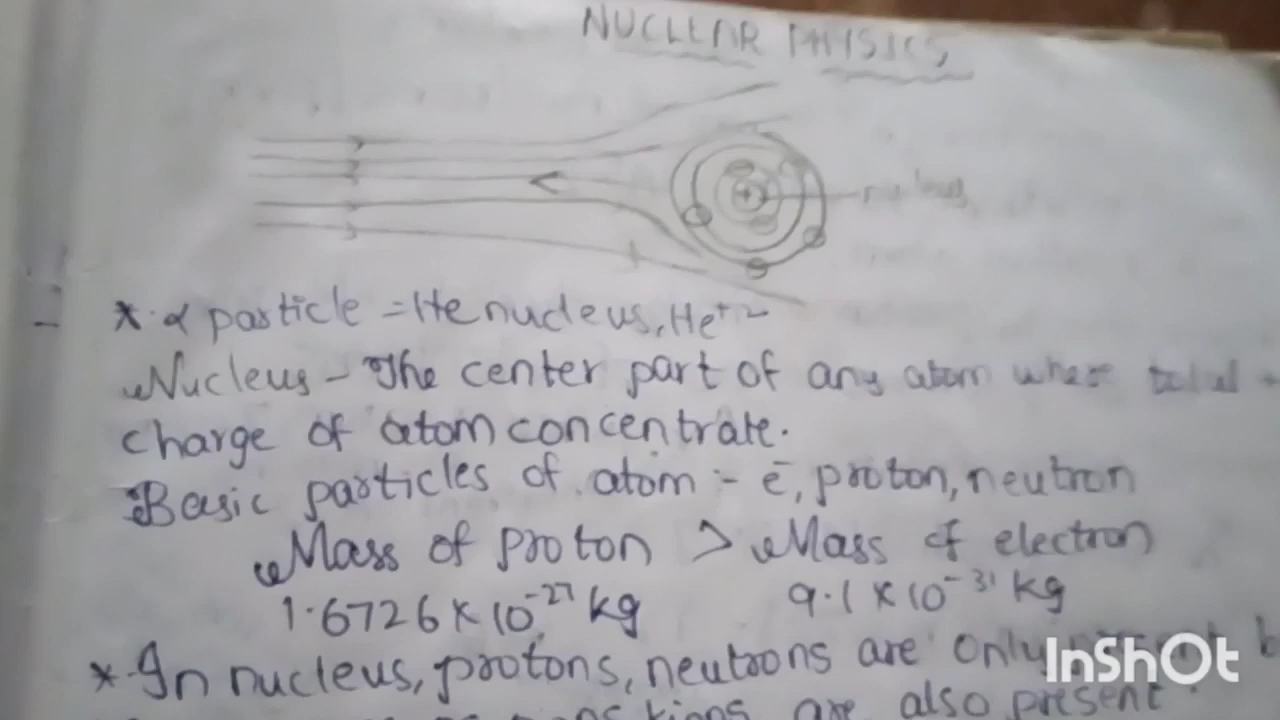 NUCLEAR PHYSICS
nucleus
* α particle = He nucleus, He⁺²
Nucleus - The center part of any atom where total +
charge of atom concentrate.
Basic particles of atom :- e̅, proton, neutron
Mass of proton > Mass of electron
1.6726 x 10⁻²⁷ kg 9.1 x 10⁻³¹ kg
* In nucleus, protons, neutrons are only
are also present
InShOt